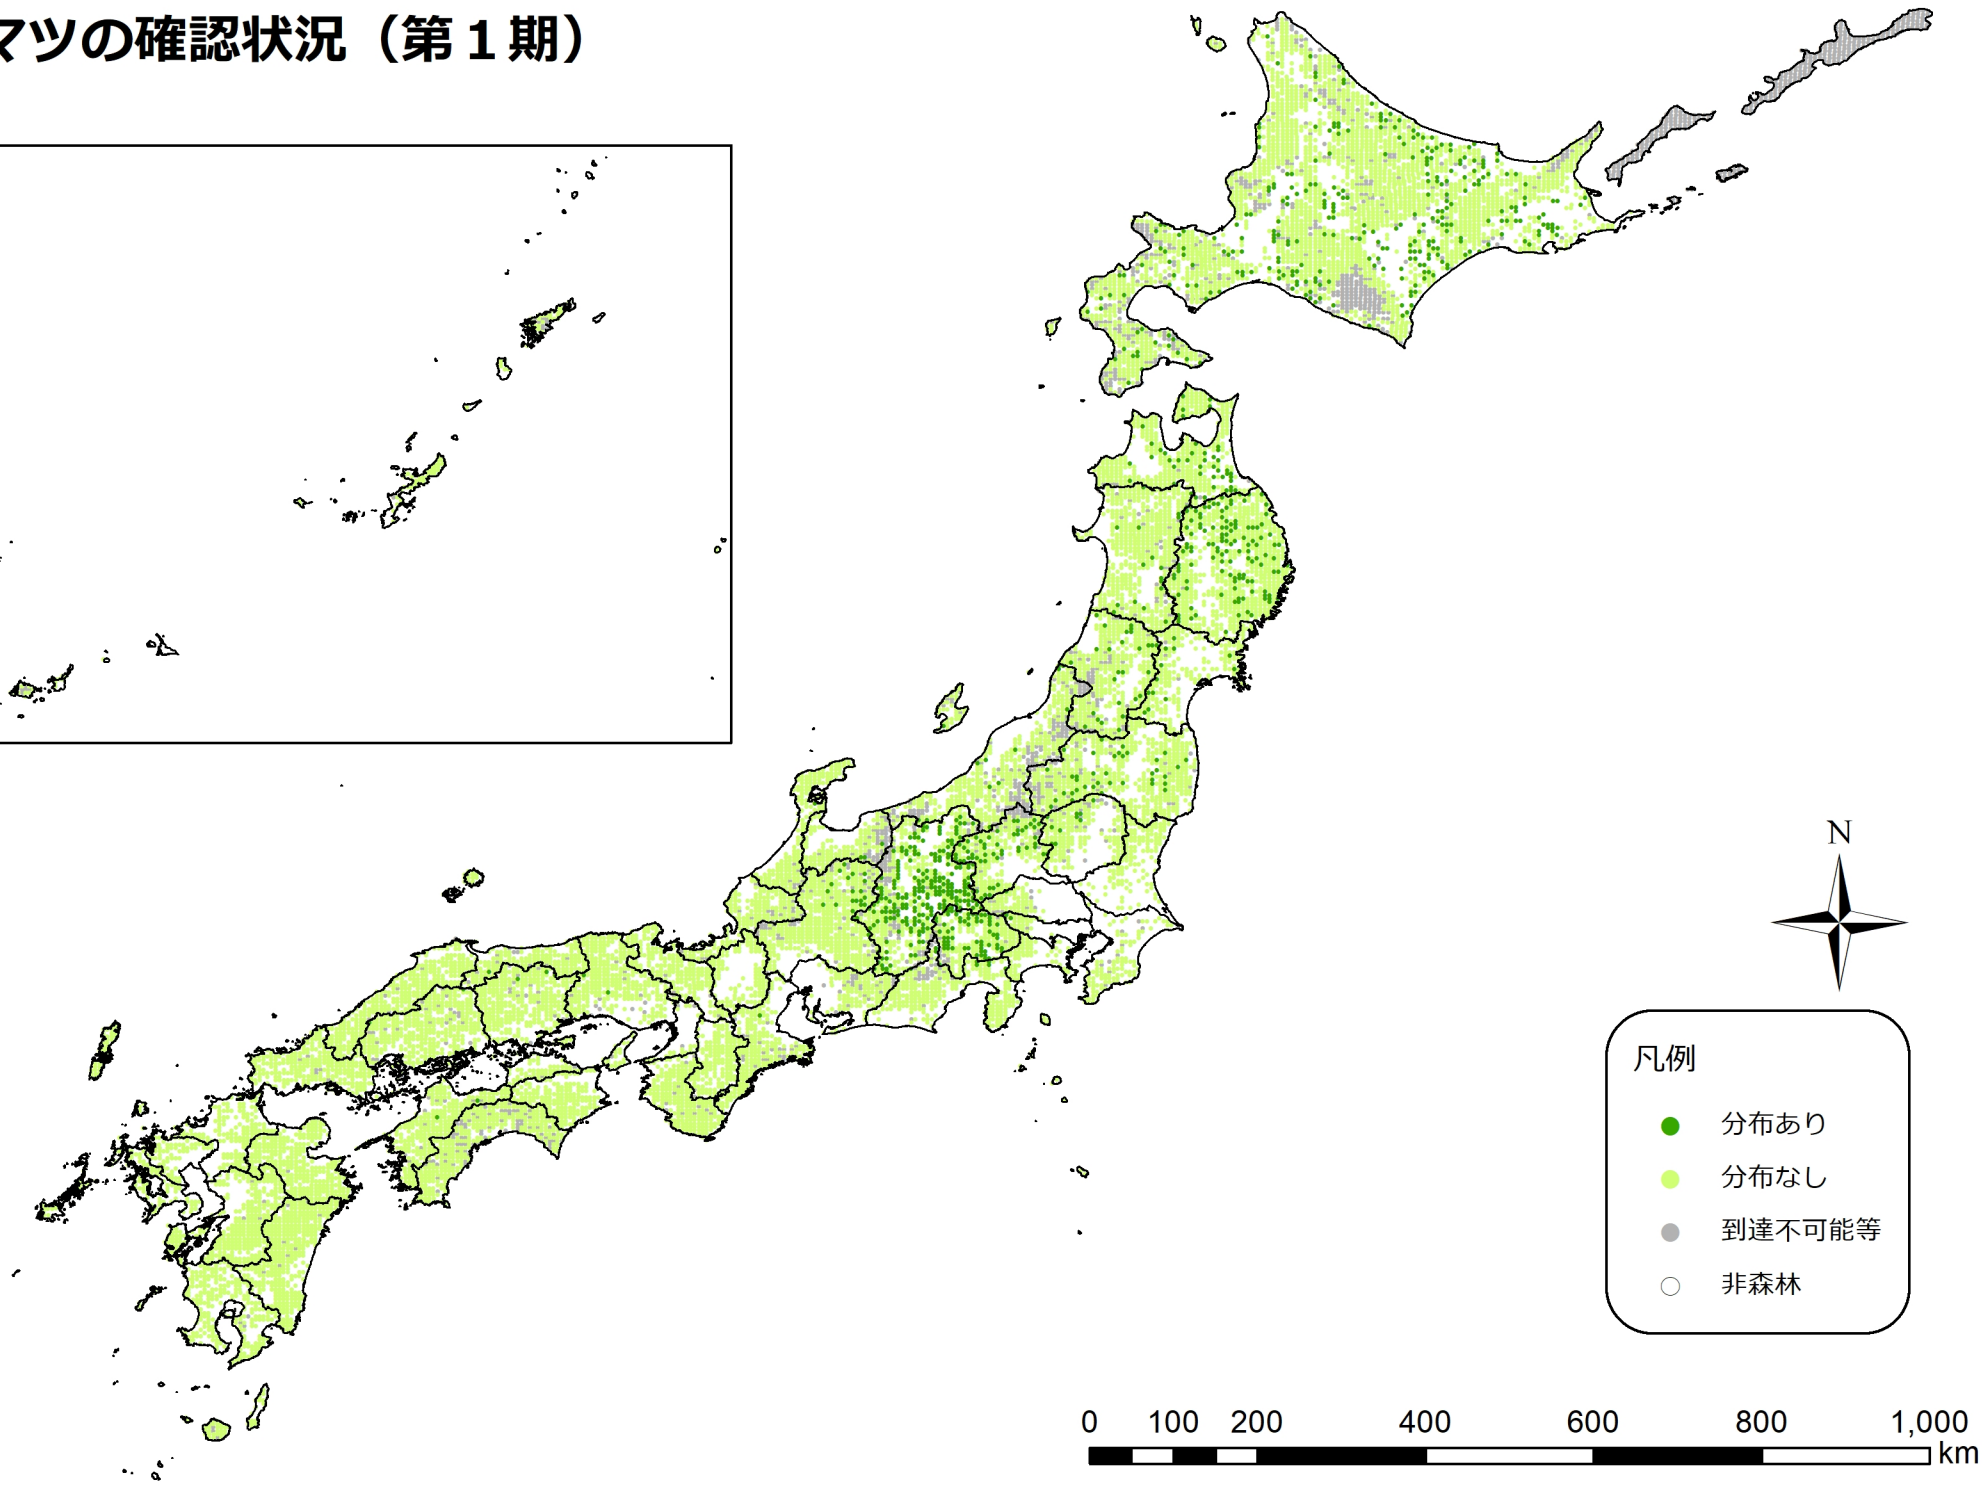 マツの確認状況（第１期）
N
凡例
分布あり
分布なし
到達不可能等
非森林
0 100 200 400 600 800 1,000
km